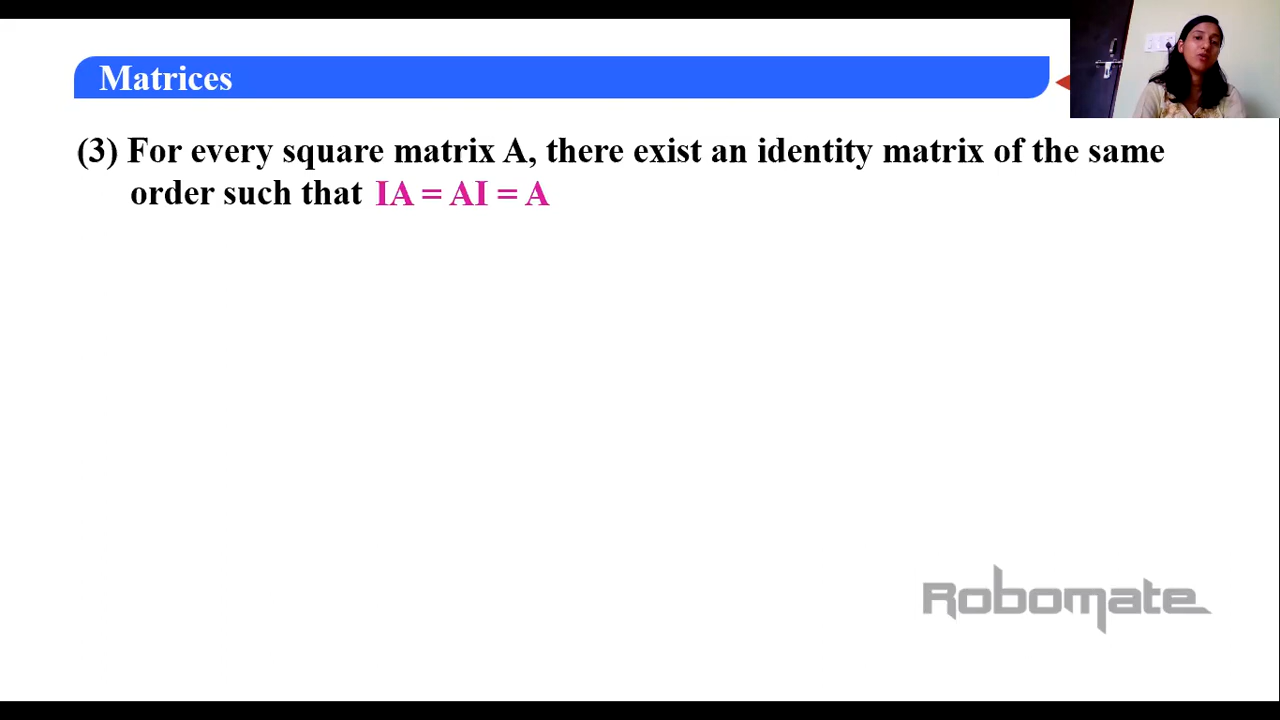 Matrices
(3) For every square matrix A, there exist an identity matrix of the same
order such that IA = AI = A
Robomate